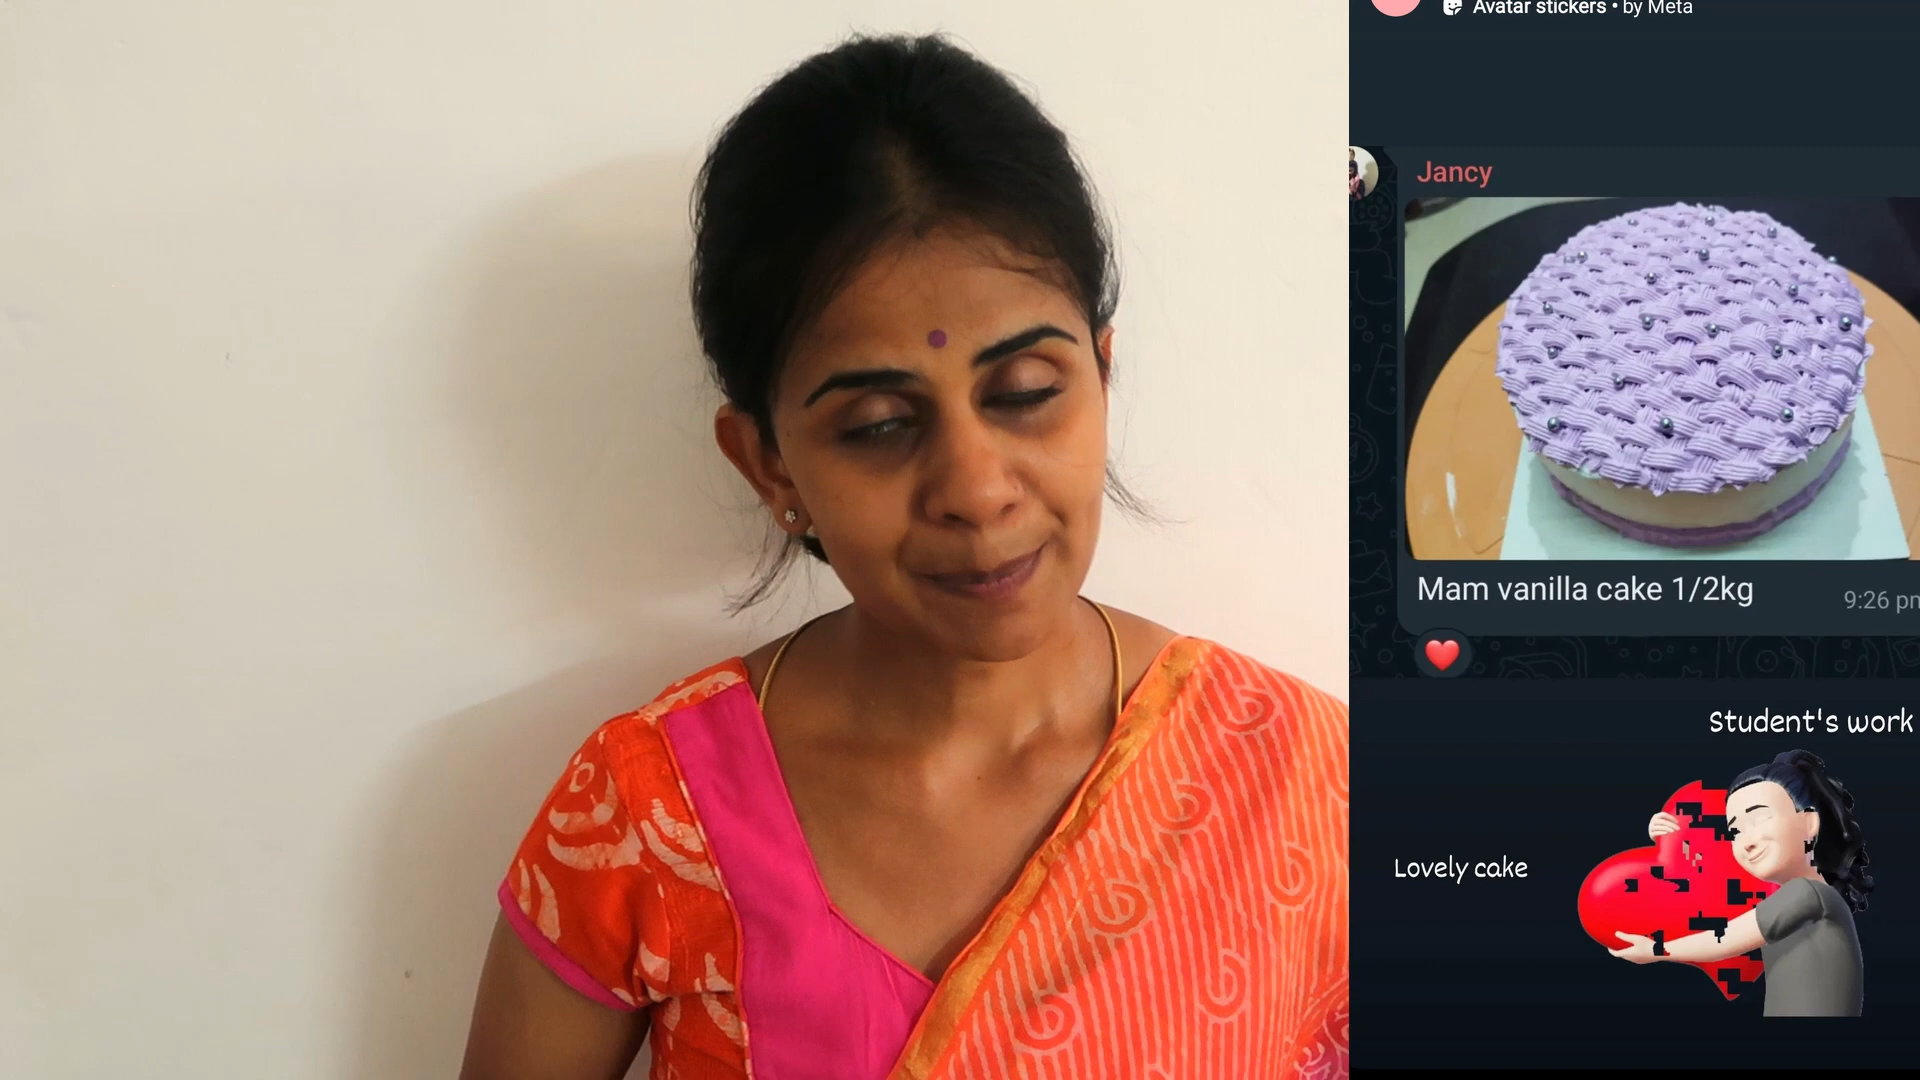 Avatar stickers • by Meta
Jancy
Mam vanilla cake 1/2kg
9:26 pm
Student's work
Lovely cake